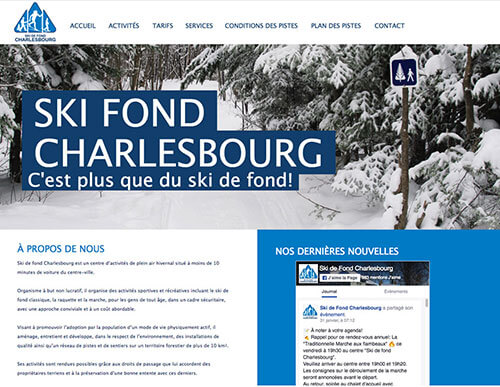 SKI DE FOND
CHARLESBOURG
ACCUEIL ACTIVITÉS TARIFS SERVICES CONDITIONS DES PISTES PLAN DES PISTES CONTACT
SKI FOND
CHARLESBOURG
C'est plus que du ski de fond!
À PROPOS DE NOUS
Ski de fond Charlesbourg est un centre d'activités de plein air hivernal situé à moins de 10
minutes de voiture du centre-ville.
Organisme à but non lucratif, il organise des activités sportives et récréatives incluant le ski de
fond classique, la raquette et la marche, pour les gens de tout âge, dans un cadre sécuritaire,
avec une approche conviviale et à un coût abordable.
Visant à promouvoir l'adoption par la population d'un mode de vie physiquement actif, il
aménage, entretient et développe, dans le respect de l'environnement, des installations de
qualité ainsi qu'un réseau de pistes et de sentiers sur un territoire forestier de plus de 10 km².
Ses activités sont rendues possibles grâce aux droits de passage que lui accordent des
propriétaires terriens et à la préservation d'une bonne entente avec ces derniers.
NOS DERNIÈRES NOUVELLES
Ski de Fond Charlesbourg
J'aime la Page mentions J'aime
Journal Événements
Ski de Fond Charlesbourg
a partagé son
événement.
31 janvier, à 07:12
À noter à votre agenda!
Rappel pour ce rendez-vous annuel: La
"Traditionnelle Marche aux flambeaux"
ce
vendredi à 19h30 au centre "Ski de fond
Charlesbourg".
Veuillez arriver au centre entre 19h00 et 19h20.
Les consignes du parcours de la marche
seront annoncées avant le départ.
Au retour, soirée au chalet d'accueil avec